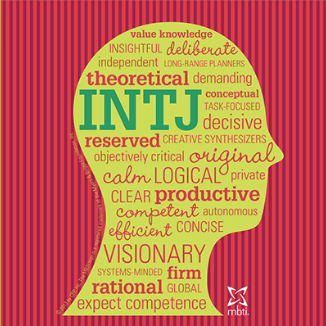 value knowledge
INSIGHTFUL deliberate
independent LONG-RANGE PLANNERS
theoretical demanding
INTJ conceptual
TASK-FOCUSED
decisive
reserved CREATIVE SYNTHESIZERS
objectively critical original
calm LOGICAL private
CLEAR productive
competent autonomous
efficient CONCISE
VISIONARY
SYSTEMS-MINDED firm
rational GLOBAL
expect competence
mbti.